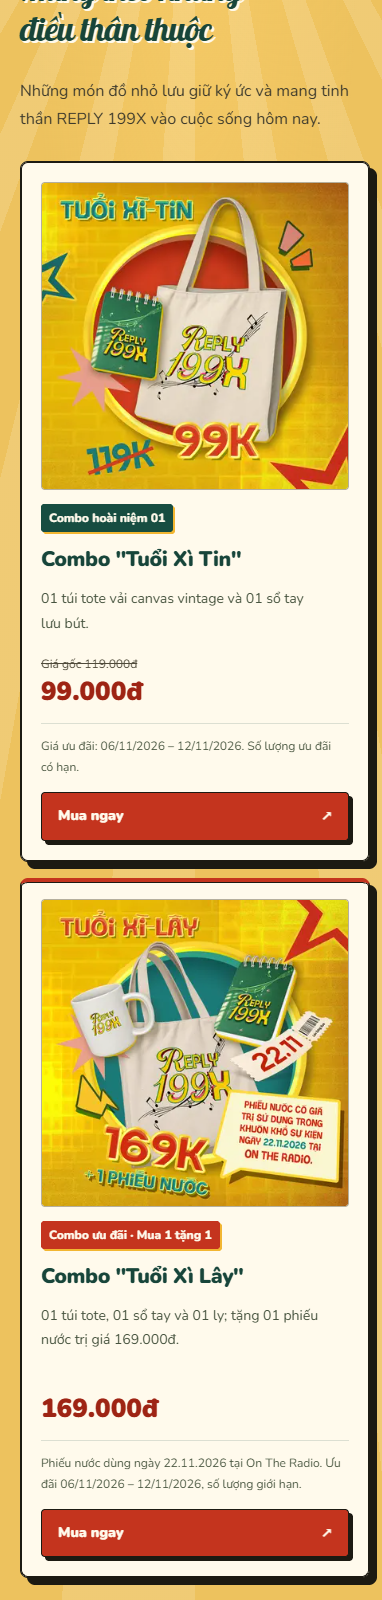 điều thân thuộc
Những món đồ nhỏ lưu giữ ký ức và mang tinh
thần REPLY 199X vào cuộc sống hôm nay.
TUỔI XÌ-TIN
REPLY
199X
REPLY
199X
119K
99K
Combo hoài niệm 01
Combo "Tuổi Xì Tin"
01 túi tote vải canvas vintage và 01 sổ tay
lưu bút.
Giá gốc 119.000đ
99.000đ
Giá ưu đãi: 06/11/2026 – 12/11/2026. Số lượng ưu đãi
có hạn.
Mua ngay ↗
TUỔI XÌ-LẦY
REPLY
199X
REPLY
199X
REPLY
199X
22.11
PHIẾU NƯỚC CÓ GIÁ
TRỊ SỬ DỤNG TRONG
KHUÔN KHỔ SỰ KIỆN
NGÀY 22.11.2026 TẠI
ON THE RADIO.
169K
+1 PHIẾU NƯỚC
Combo ưu đãi · Mua 1 tặng 1
Combo "Tuổi Xì Lầy"
01 túi tote, 01 sổ tay và 01 ly; tặng 01 phiếu
nước trị giá 169.000đ.
169.000đ
Phiếu nước dùng ngày 22.11.2026 tại On The Radio. Ưu
đãi 06/11/2026 – 12/11/2026, số lượng giới hạn.
Mua ngay ↗